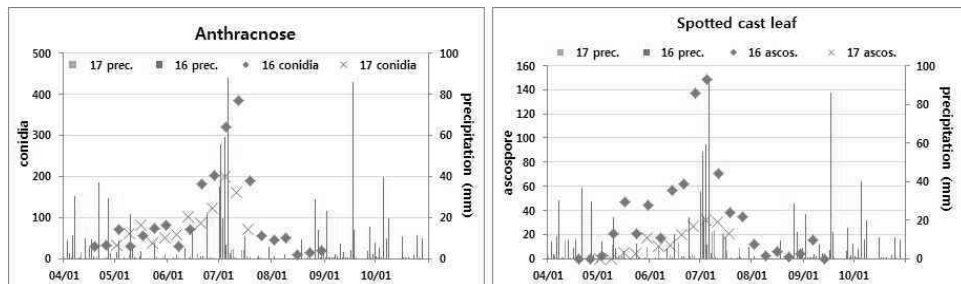 Anthracnose
17 prec. 16 prec. 16 conidia 17 conidia
conidia
500
400
300
200
100
0
precipitation (mm)
100
80
60
40
20
0
04/01 05/01 06/01 07/01 08/01 09/01 10/01
Spotted cast leaf
17 prec. 16 prec. 16 ascos. 17 ascos.
ascospore
160
140
120
100
80
60
40
20
0
precipitation (mm)
100
80
60
40
20
0
04/01 05/01 06/01 07/01 08/01 09/01 10/01